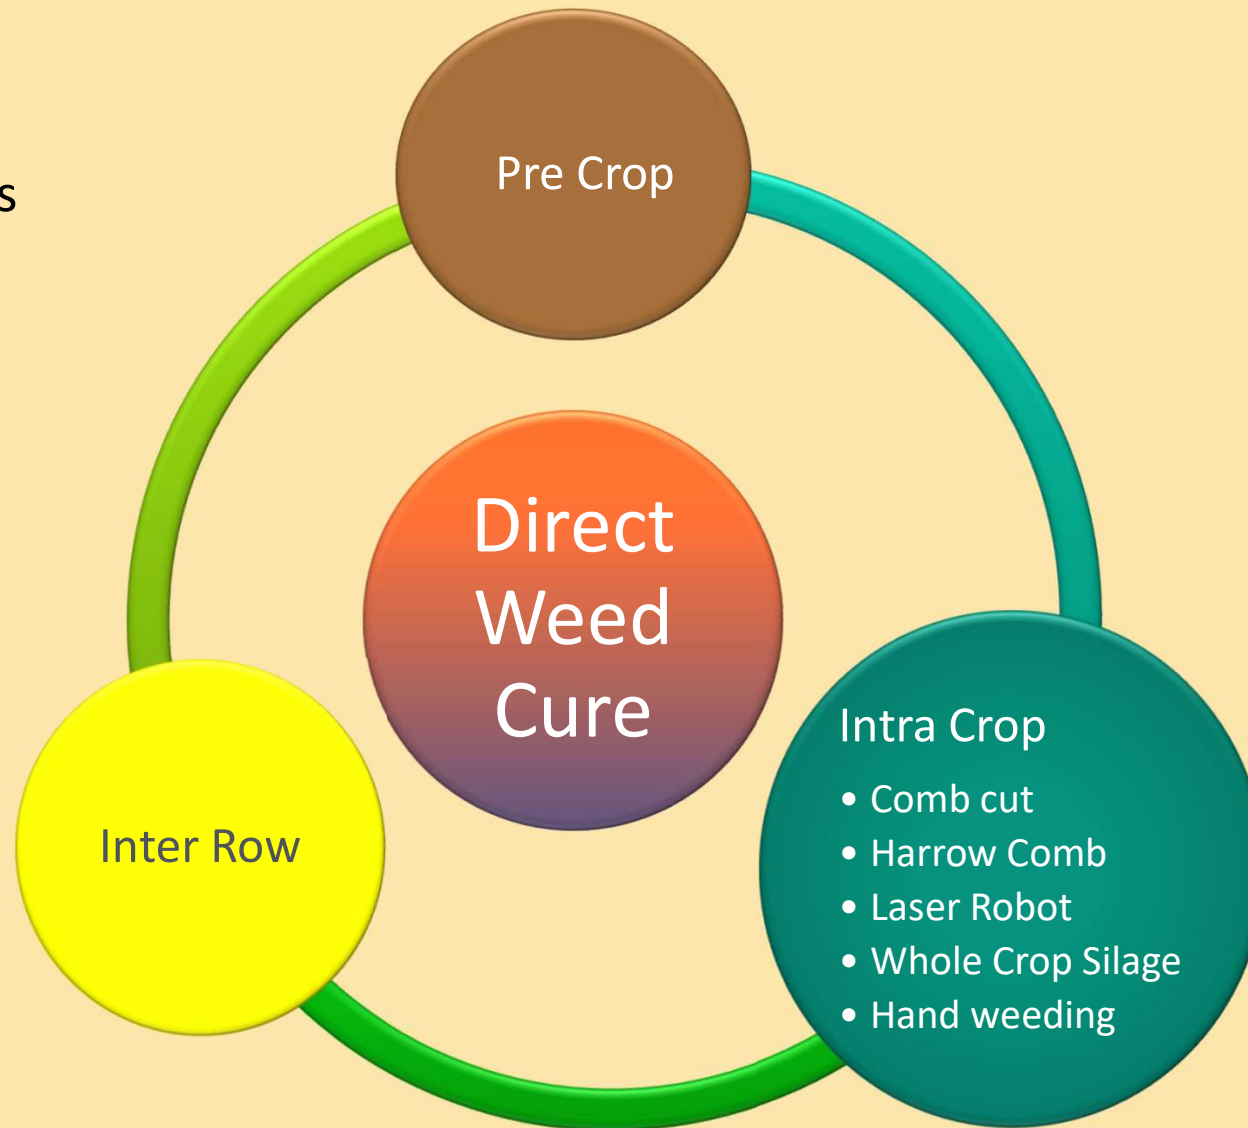 s
Pre Crop
Direct
Weed
Cure
Inter Row
Intra Crop
• Comb cut
• Harrow Comb
• Laser Robot
• Whole Crop Silage
• Hand weeding